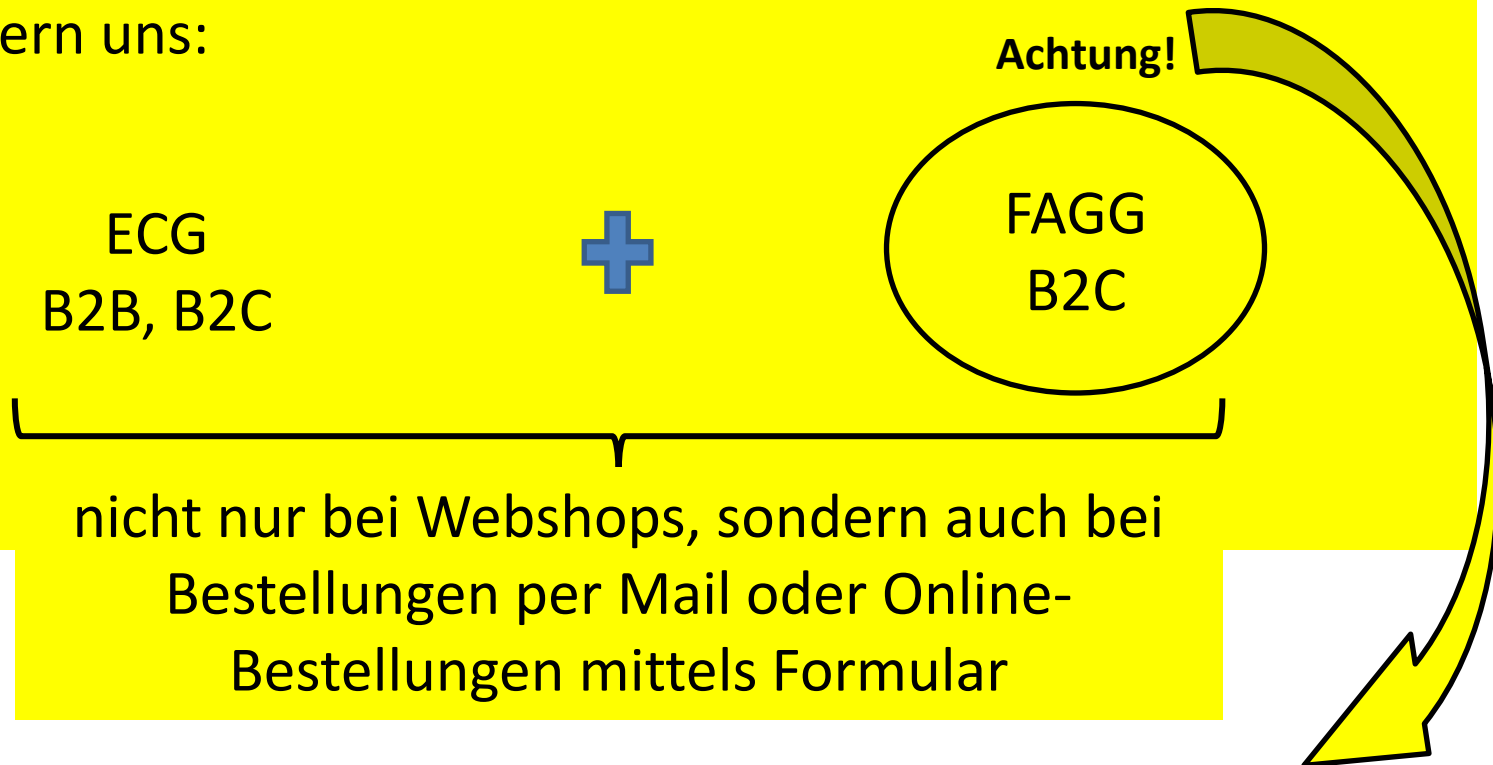 ern uns:
Achtung!
ECG
B2B, B2C
FAGG
B2C
nicht nur bei Webshops, sondern auch bei
Bestellungen per Mail oder Online-
Bestellungen mittels Formular